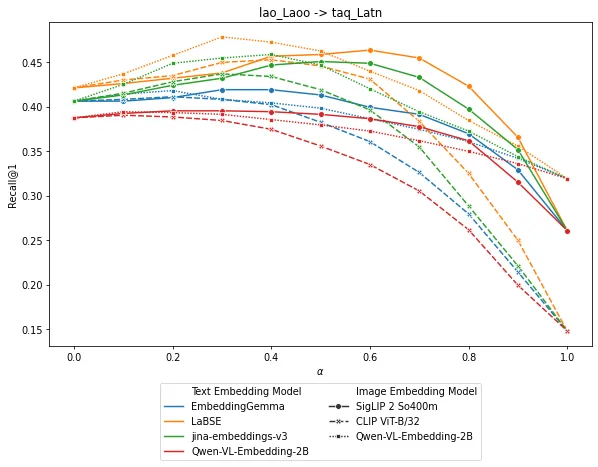 lao_Laoo -> taq_Latn
Recall@1
0.45
0.40
0.35
0.30
0.25
0.20
0.15
0.0 0.2 0.4 0.6 0.8 1.0
α
Text Embedding Model Image Embedding Model
EmbeddingGemma SigLIP 2 So400m
LaBSE CLIP ViT-B/32
jina-embeddings-v3 Qwen-VL-Embedding-2B
Qwen-VL-Embedding-2B